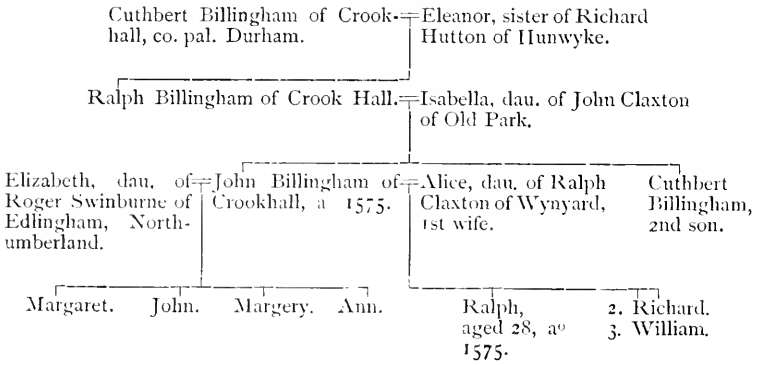 Cuthbert Billingham of Crook-
hall, co. pal. Durham.
Eleanor, sister of Richard
Hutton of Hunwyke.
Ralph Billingham of Crook Hall.
Isabella, dau. of John Claxton
of Old Park.
Elizabeth, dau. of
Roger Swinburne of
Edlingham, North-
umberland.
John Billingham of
Crookhall, a 1575.
Alice, dau. of Ralph
Claxton of Wynyard,
1st wife.
Cuthbert
Billingham,
2nd son.
Margaret. John. Margery. Ann.
Ralph,
aged 28, aº
1575.
2. Richard.
3. William.